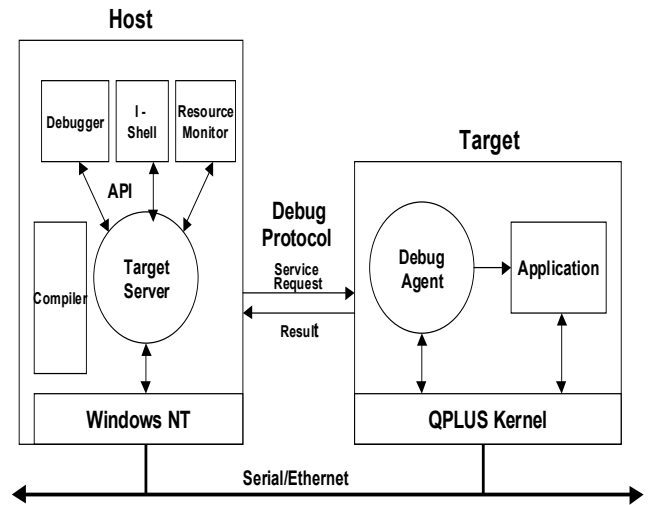 Host
Debugger
I -
Shell
Resource
Monitor
API
Target
Server
Compiler
Windows NT
Debug
Protocol
Service
Request
Result
Target
Debug
Agent
Application
QPLUS Kernel
Serial/Ethernet